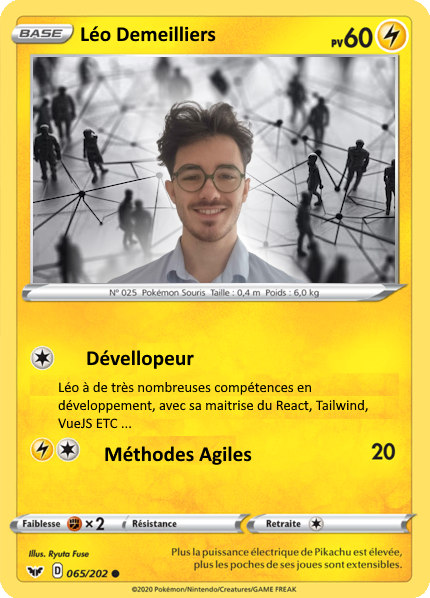 BASE Léo Demeilliers PV60
N° 025 Pokémon Souris Taille : 0,4 m Poids : 6,0 kg
Dévellopeur
Léo à de très nombreuses compétences en
développement, avec sa maitrise du React, Tailwind,
VueJS ETC ...
Méthodes Agiles 20
Faiblesse ×2 Résistance Retraite
Illus. Ryuta Fuse
D 065/202
Plus la puissance électrique de Pikachu est élevée,
plus les poches de ses joues sont extensibles.
©2020 Pokémon/Nintendo/Creatures/GAME FREAK